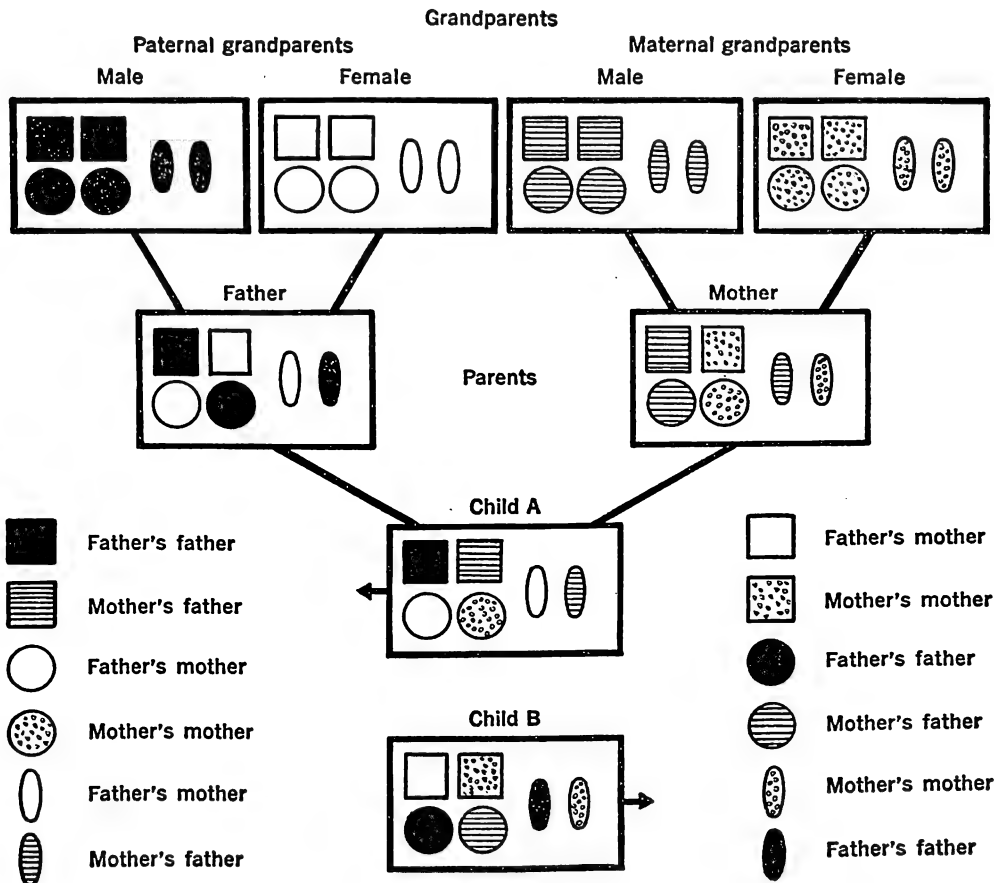 Grandparents
Paternal grandparents
Maternal grandparents
Male
Female
Male
Female
Father
Mother
Parents
Child A
Father's father
Mother's father
Father's mother
Mother's mother
Father's mother
Mother's father
Child B
Father's mother
Mother's mother
Father's father
Mother's father
Mother's mother
Father's father